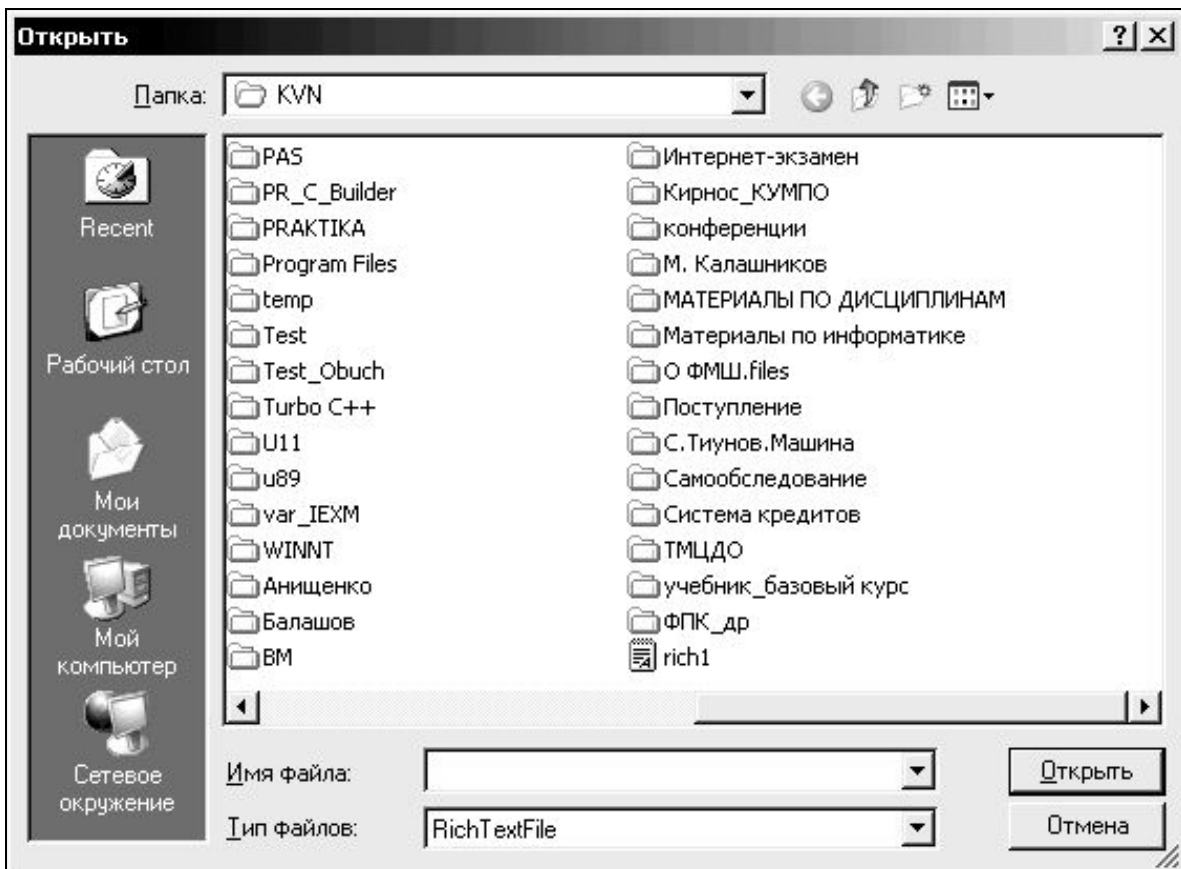 Открыть
Папка: KVN
Recent
Рабочий стол
Мои
документы
Мой
компьютер
Сетевое
окружение
PAS
PR_C_Builder
PRAKTIKA
Program Files
temp
Test
Test_Obuch
Turbo C++
U11
u89
var_IEXM
WINNT
Анищенко
Балашов
ВМ
Интернет-экзамен
Кирнос_КУМПО
конференции
М. Калашников
МАТЕРИАЛЫ ПО ДИСЦИПЛИНАМ
Материалы по информатике
О ФМШ.files
Поступление
С.Тиунов.Машина
Самообследование
Система кредитов
ТМЦДО
учебник_базовый курс
ФПК_др
rich1
Имя файла:
Открыть
Тип файлов: RichTextFile
Отмена